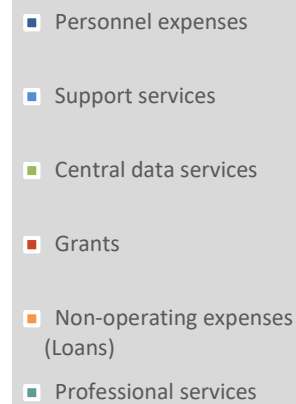 Personnel expenses
Support services
Central data services
Grants
Non-operating expenses
(Loans)
Professional services